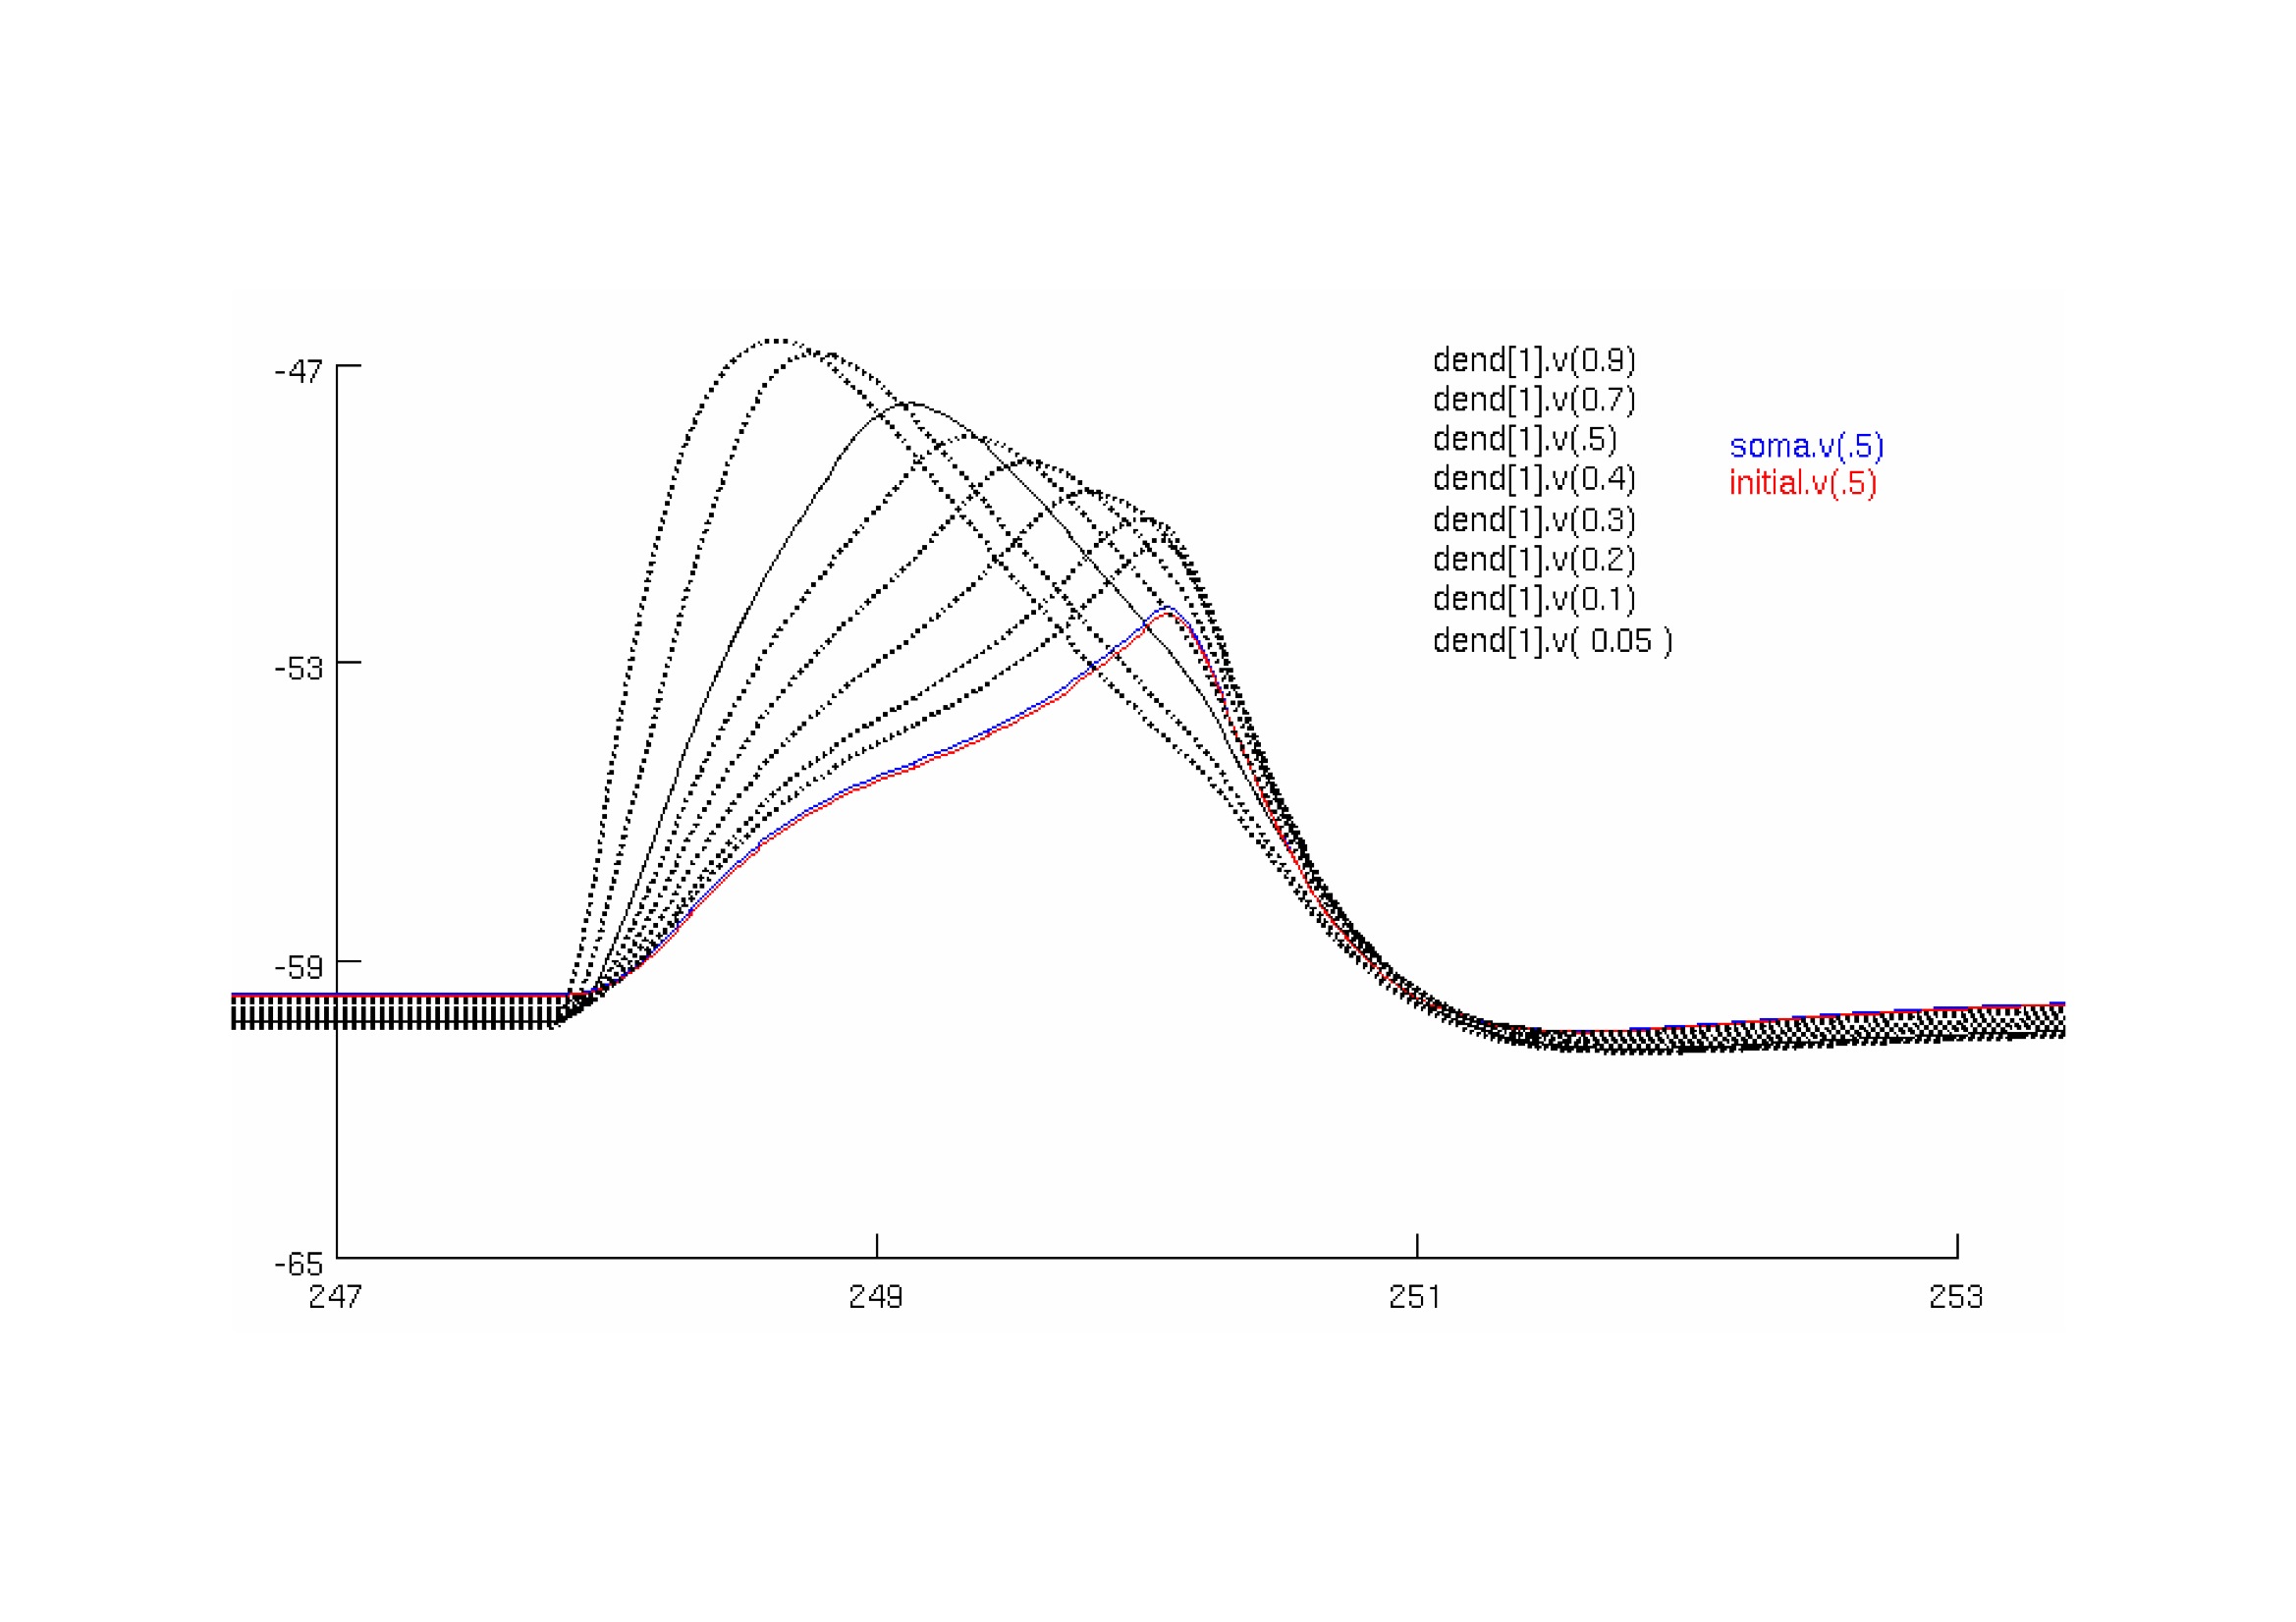 -47
-53
-59
-65
247
249
251
253
dend[1].v(0.9)
dend[1].v(0.7)
dend[1].v(.5)
dend[1].v(0.4)
dend[1].v(0.3)
dend[1].v(0.2)
dend[1].v(0.1)
dend[1].v( 0.05 )
soma.v(.5)
initial.v(.5)